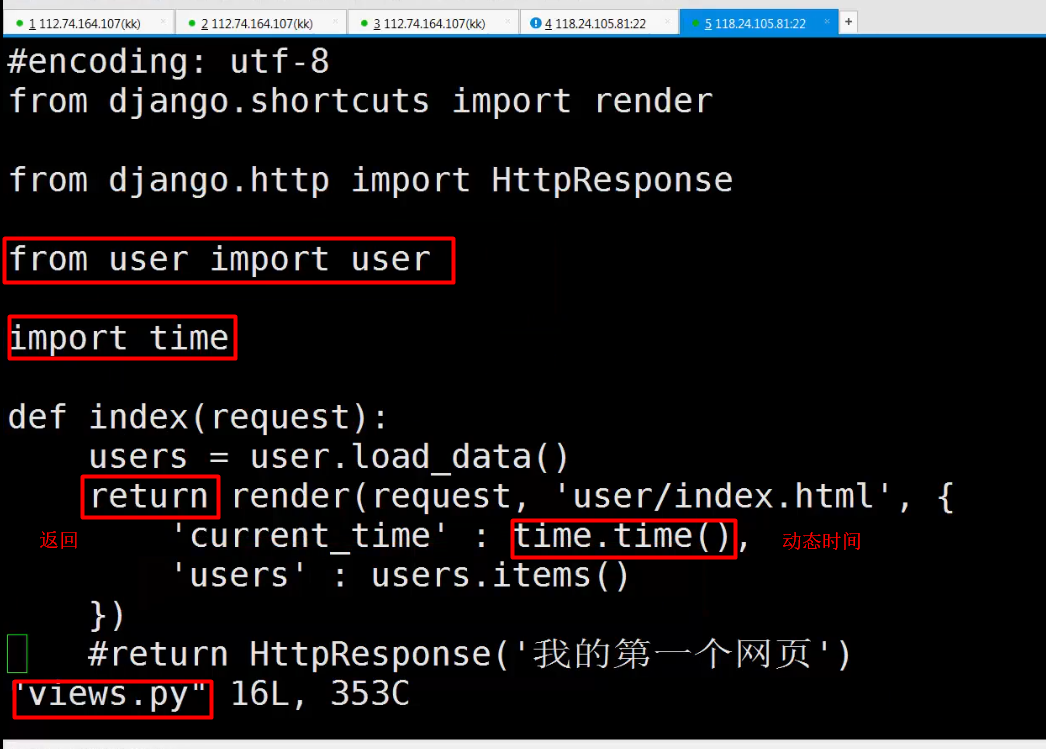 1 112.74.164.107(kk) × 2 112.74.164.107(kk) × 3 112.74.164.107(kk) × 4 118.24.105.81:22 × 5 118.24.105.81:22 × +
#encoding: utf-8
from django.shortcuts import render
from django.http import HttpResponse
from user import user
import time
def index(request):
    users = user.load_data()
    return render(request, 'user/index.html', {
返回 'current_time' : time.time(), 动态时间
        'users' : users.items()
    })
    #return HttpResponse('我的第一个网页')
"views.py" 16L, 353C